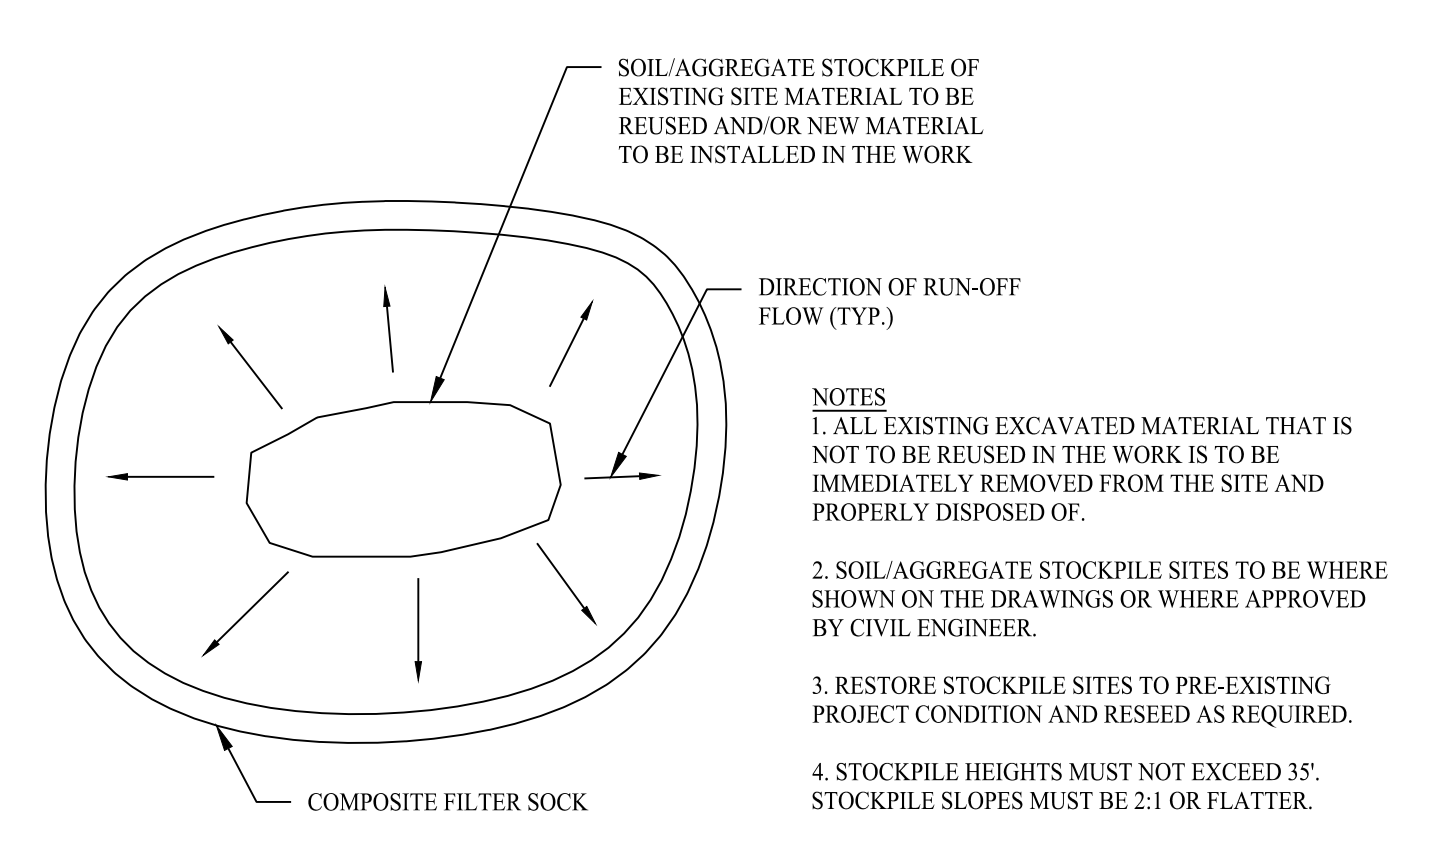 SOIL/AGGREGATE STOCKPILE OF
EXISTING SITE MATERIAL TO BE
REUSED AND/OR NEW MATERIAL
TO BE INSTALLED IN THE WORK
DIRECTION OF RUN-OFF
FLOW (TYP.)
NOTES
1. ALL EXISTING EXCAVATED MATERIAL THAT IS
NOT TO BE REUSED IN THE WORK IS TO BE
IMMEDIATELY REMOVED FROM THE SITE AND
PROPERLY DISPOSED OF.
2. SOIL/AGGREGATE STOCKPILE SITES TO BE WHERE
SHOWN ON THE DRAWINGS OR WHERE APPROVED
BY CIVIL ENGINEER.
3. RESTORE STOCKPILE SITES TO PRE-EXISTING
PROJECT CONDITION AND RESEED AS REQUIRED.
4. STOCKPILE HEIGHTS MUST NOT EXCEED 35'.
STOCKPILE SLOPES MUST BE 2:1 OR FLATTER.
COMPOSITE FILTER SOCK